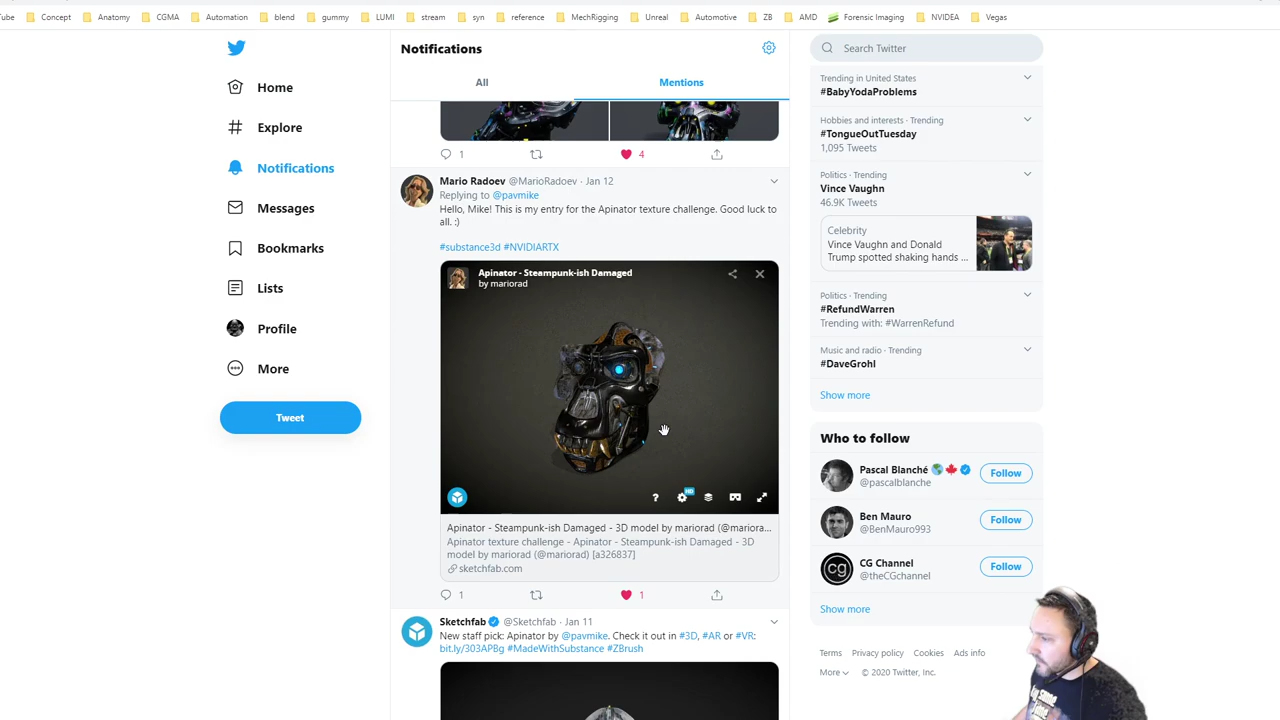 Tube
Concept
Anatomy
CGMA
Automation
blend
gummy
LUMI
stream
syn
reference
MechRigging
Unreal
Automotive
ZB
AMD
Forensic Imaging
NVIDEA
Vegas
Home
Explore
Notifications
Messages
Bookmarks
Lists
Profile
More
Tweet
Notifications
All
Mentions
1
4
Mario Radoev @MarioRadoev · Jan 12
Replying to @pavmike
Hello, Mike! This is my entry for the Apinator texture challenge. Good luck to
all. :)
#substance3d #NVIDIARTX
Apinator - Steampunk-ish Damaged
by mariorad
?
HD
Apinator - Steampunk-ish Damaged - 3D model by mariorad (@mariora...
Apinator texture challenge - Apinator - Steampunk-ish Damaged - 3D
model by mariorad (@mariorad) [a326837]
sketchfab.com
1
1
Sketchfab @Sketchfab · Jan 11
New staff pick: Apinator by @pavmike. Check it out in #3D, #AR or #VR:
bit.ly/303APBg #MadeWithSubstance #ZBrush
Search Twitter
Trending in United States
#BabyYodaProblems
Hobbies and interests · Trending
#TongueOutTuesday
1,095 Tweets
Politics · Trending
Vince Vaughn
46.9K Tweets
Celebrity
Vince Vaughn and Donald
Trump spotted shaking hands ...
Politics · Trending
#RefundWarren
Trending with: #WarrenRefund
Music and radio · Trending
#DaveGrohl
Show more
Who to follow
Pascal Blanché
@pascalblanche
Follow
Ben Mauro
@BenMauro993
Follow
cg
CG Channel
@theCGchannel
Follow
Show more
Terms Privacy policy Cookies Ads info
More © 2020 Twitter, Inc.